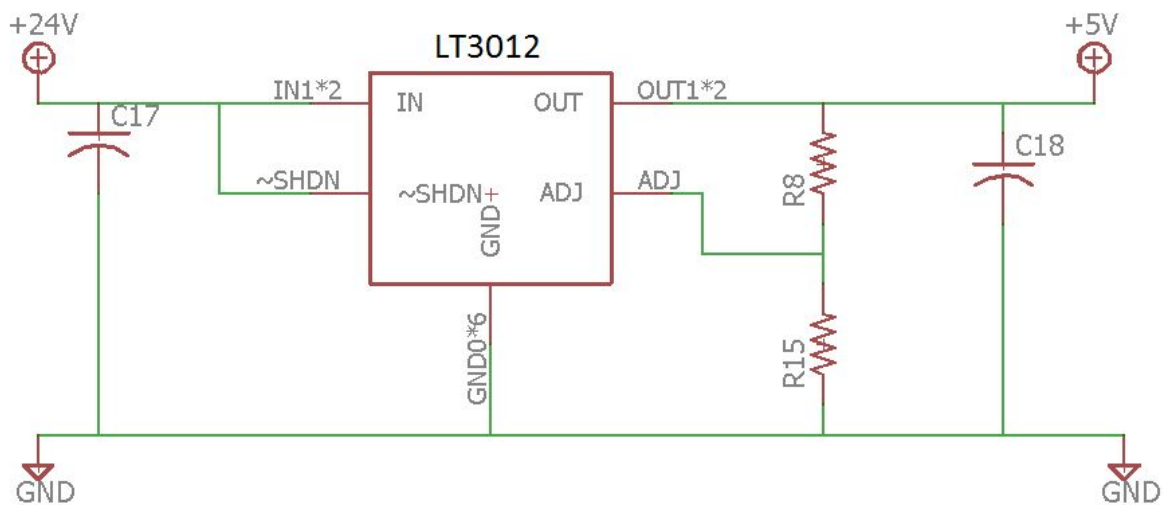 +24V
+5V
LT3012
IN1*2
IN
OUT
OUT1*2
C17
C18
~SHDN
~SHDN
ADJ
ADJ
GND
R8
GND0*6
R15
GND
GND